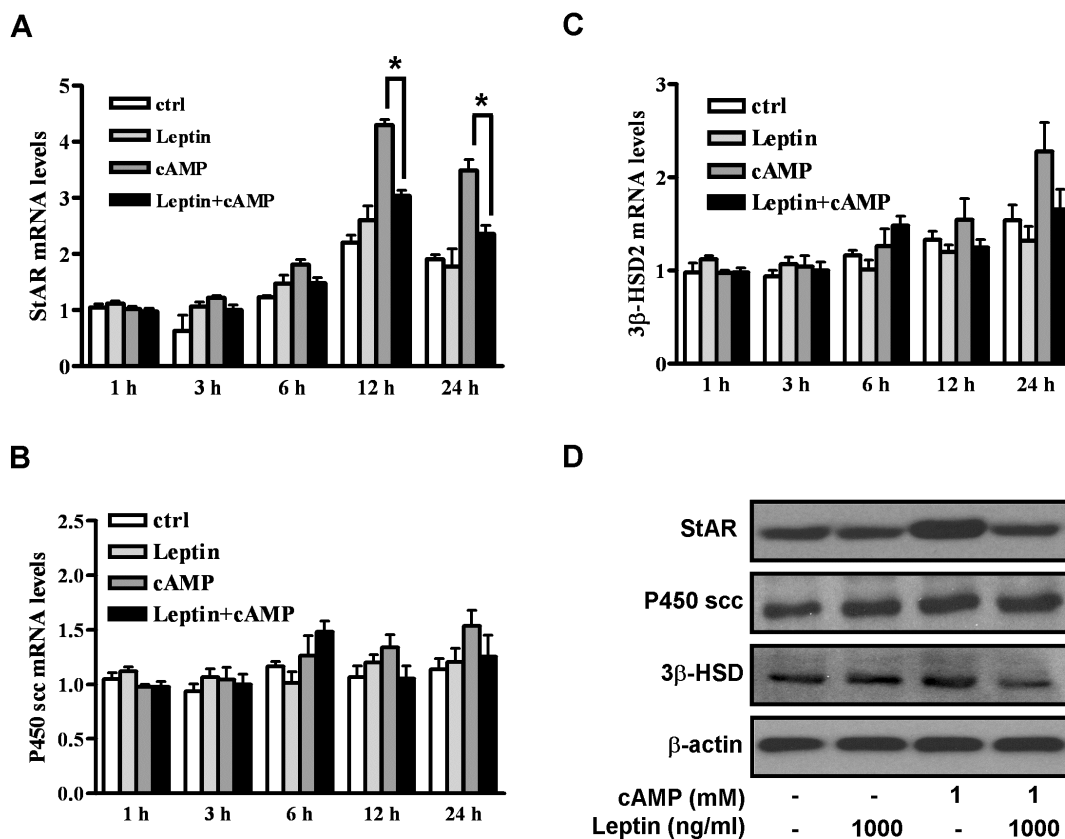 A
StAR mRNA levels
5
4
3
2
1
0
ctrl
Leptin
cAMP
Leptin+cAMP
*
*
1 h 3 h 6 h 12 h 24 h
C
3β-HSD2 mRNA levels
3
2
1
0
ctrl
Leptin
cAMP
Leptin+cAMP
1 h 3 h 6 h 12 h 24 h
B
P450 scc mRNA levels
2.5
2.0
1.5
1.0
0.5
0.0
ctrl
Leptin
cAMP
Leptin+cAMP
1 h 3 h 6 h 12 h 24 h
D
StAR
P450 scc
3β-HSD
β-actin
cAMP (mM) - - 1 1
Leptin (ng/ml) - 1000 - 1000